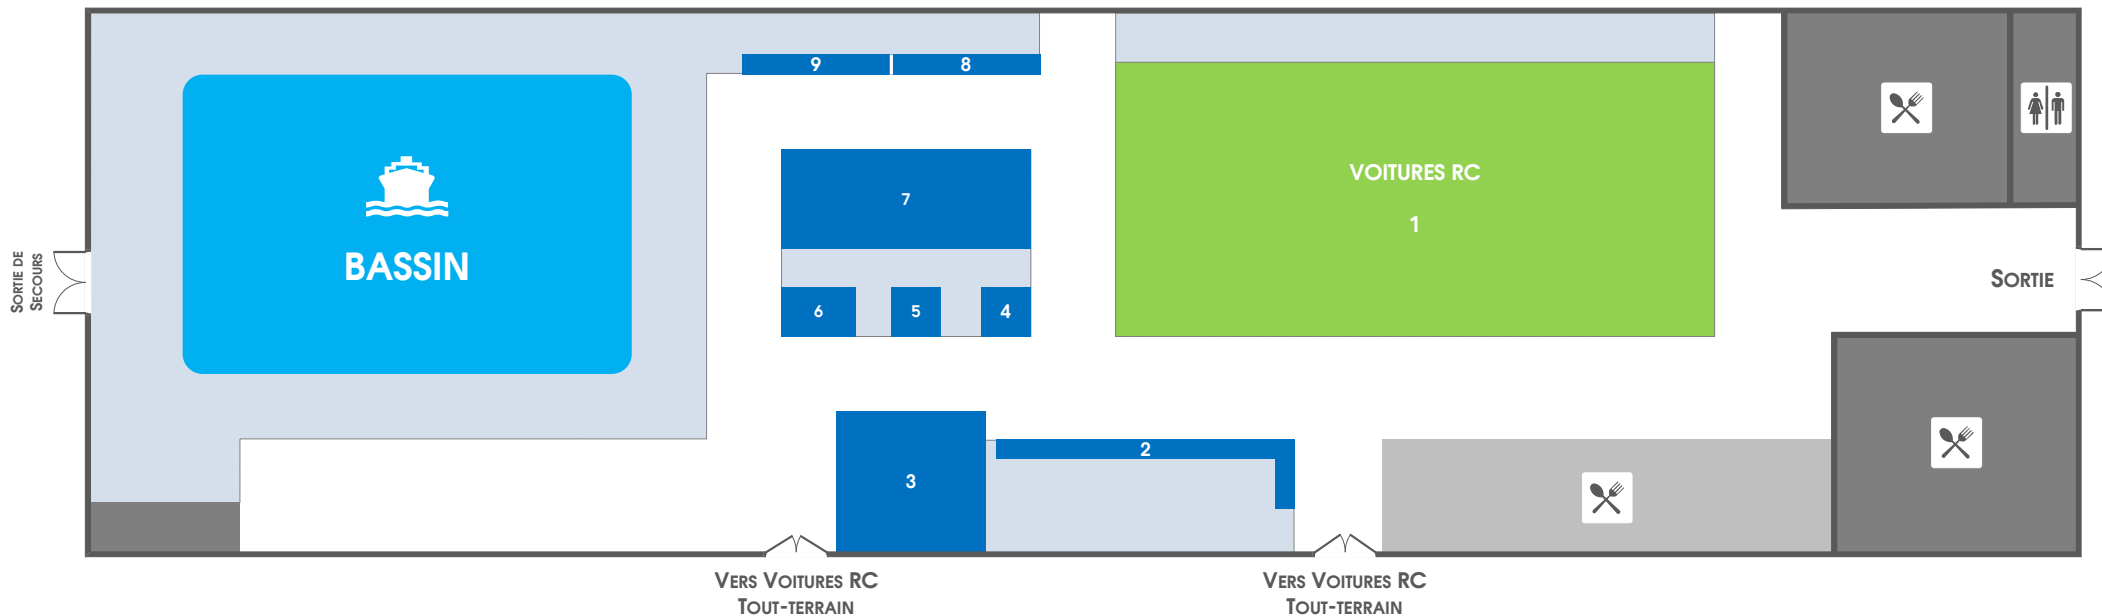 9
8
VOITURES RC
1
7
BASSIN
SORTIE DE
SECOURS
SORTIE
6
5
4
2
3
VERS VOITURES RC
TOUT-TERRAIN
VERS VOITURES RC
TOUT-TERRAIN